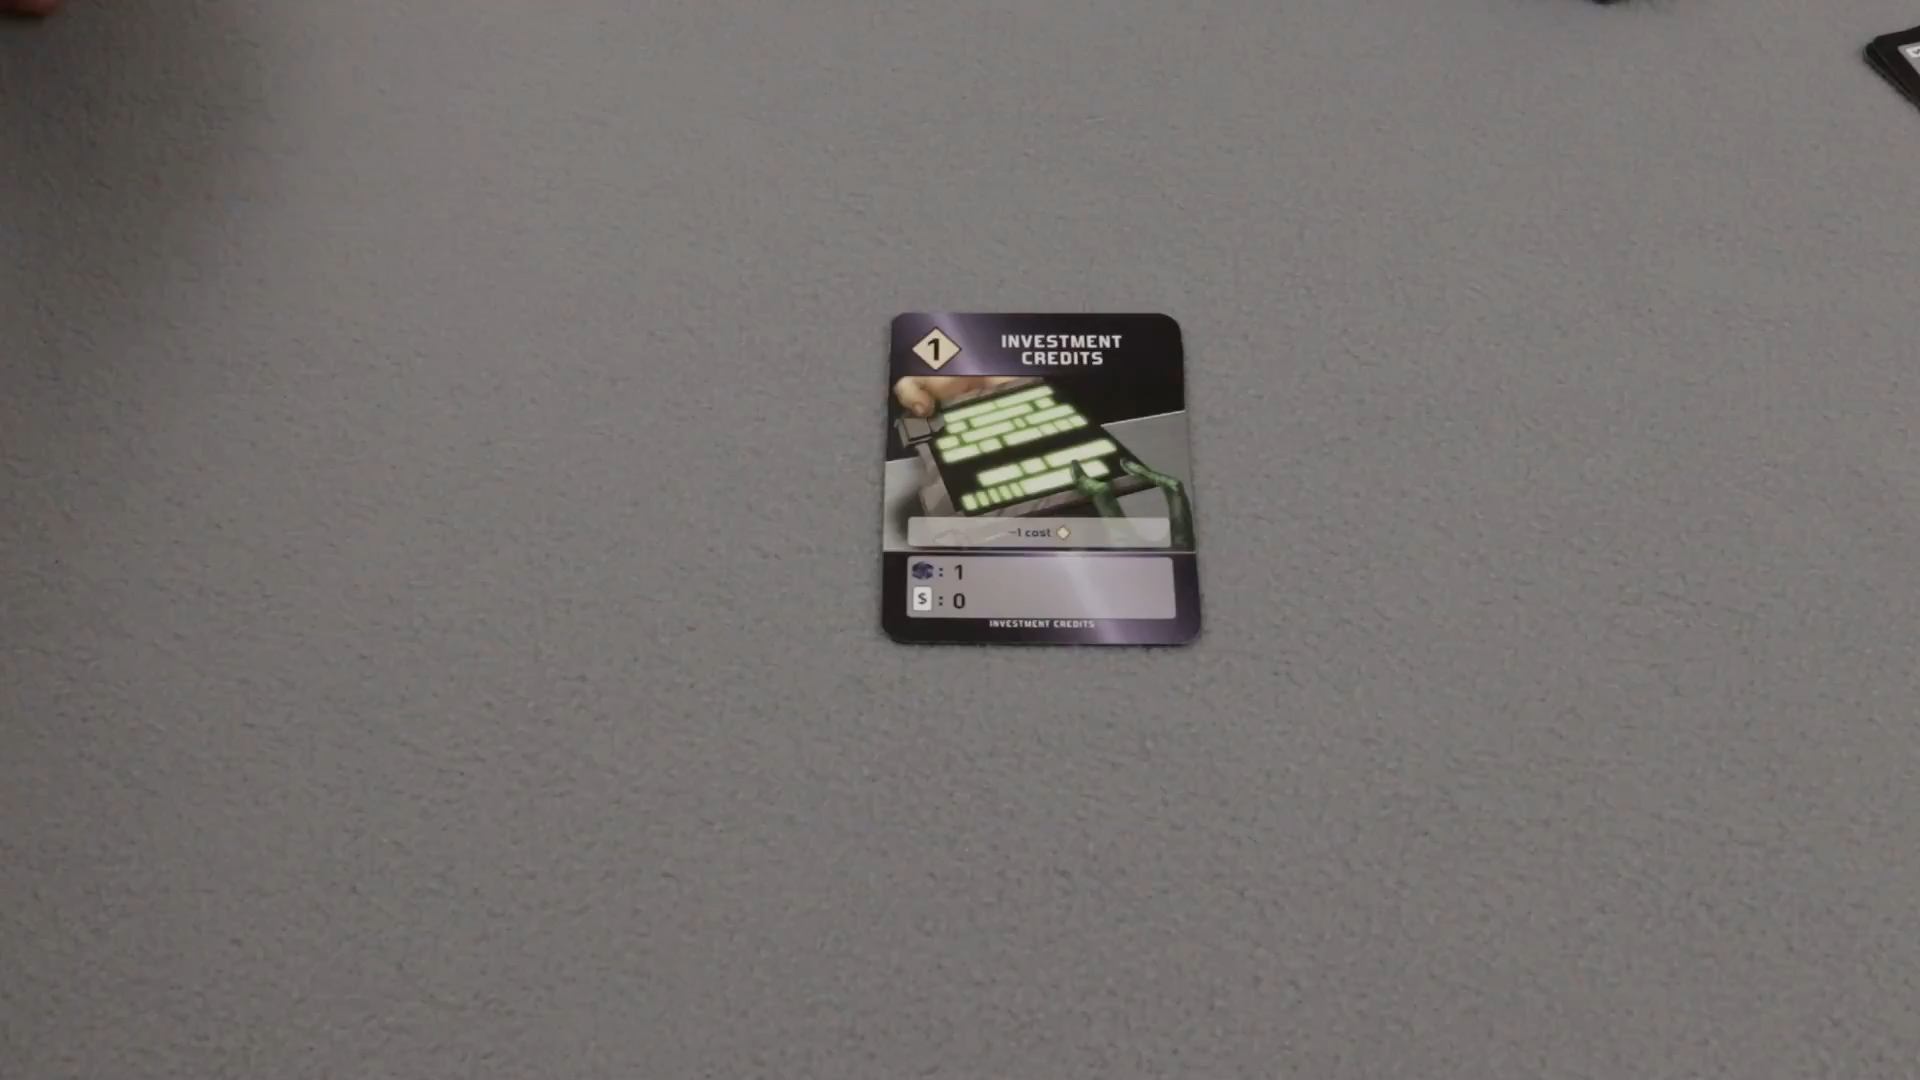 1
INVESTMENT
CREDITS
-1 cost
: 1
$ : 0
INVESTMENT CREDITS